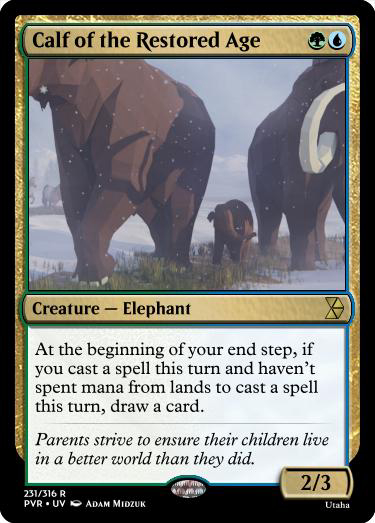 Calf of the Restored Age
Creature — Elephant
At the beginning of your end step, if
you cast a spell this turn and haven't
spent mana from lands to cast a spell
this turn, draw a card.
Parents strive to ensure their children live
in a better world than they did.
2/3
231/316 R
PVR • UV Adam Midzuk
Utaha